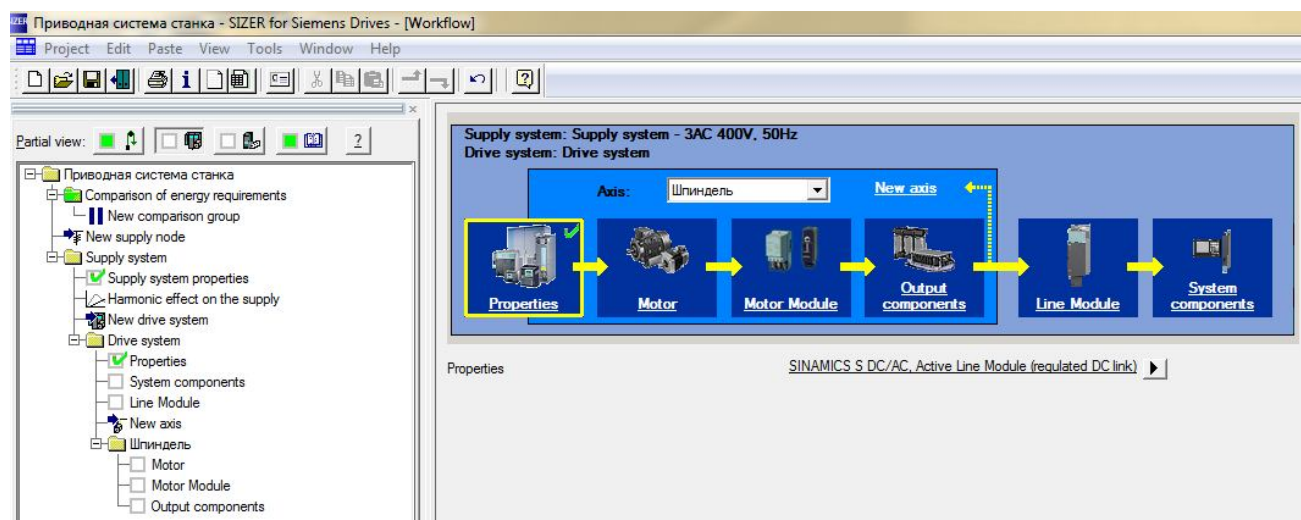 Приводная система станка - SIZER for Siemens Drives - [Workflow]
Project Edit Paste View Tools Window Help
Partial view: ?
Приводная система станка
Comparison of energy requirements
New comparison group
New supply node
Supply system
Supply system properties
Harmonic effect on the supply
New drive system
Drive system
Properties
System components
Line Module
New axis
Шпиндель
Motor
Motor Module
Output components
Supply system: Supply system - 3AC 400V, 50Hz
Drive system: Drive system
Axis: Шпиндель New axis
Properties
Motor
Motor Module
Output
components
Line Module
System
components
Properties SINAMICS S DC/AC, Active Line Module (regulated DC link)